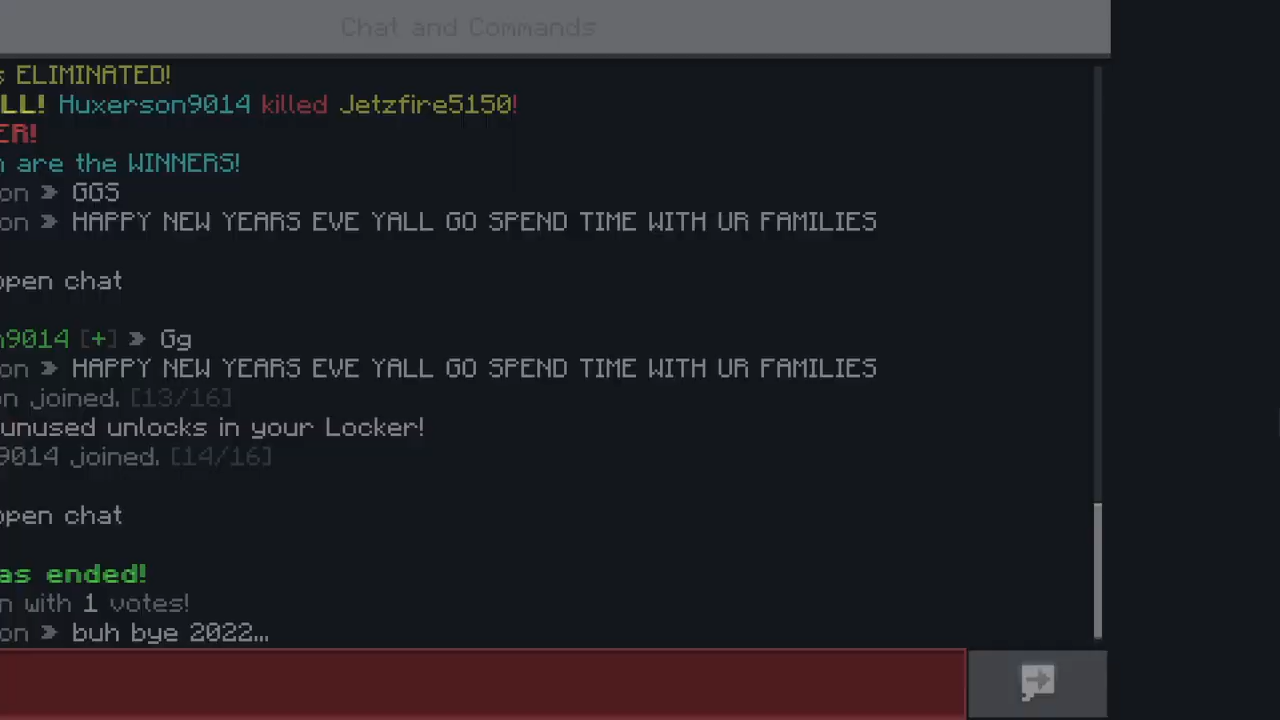 Chat and Commands
s ELIMINATED!
LL! Huxerson9014 killed Jetzfire5150!
ER!
n are the WINNERS!
on » GGS
on » HAPPY NEW YEARS EVE YALL GO SPEND TIME WITH UR FAMILIES
open chat
n9014 [+] » Gg
on » HAPPY NEW YEARS EVE YALL GO SPEND TIME WITH UR FAMILIES
on joined. [13/16]
unused unlocks in your Locker!
9014 joined. [14/16]
open chat
as ended!
n with 1 votes!
on » buh bye 2022...